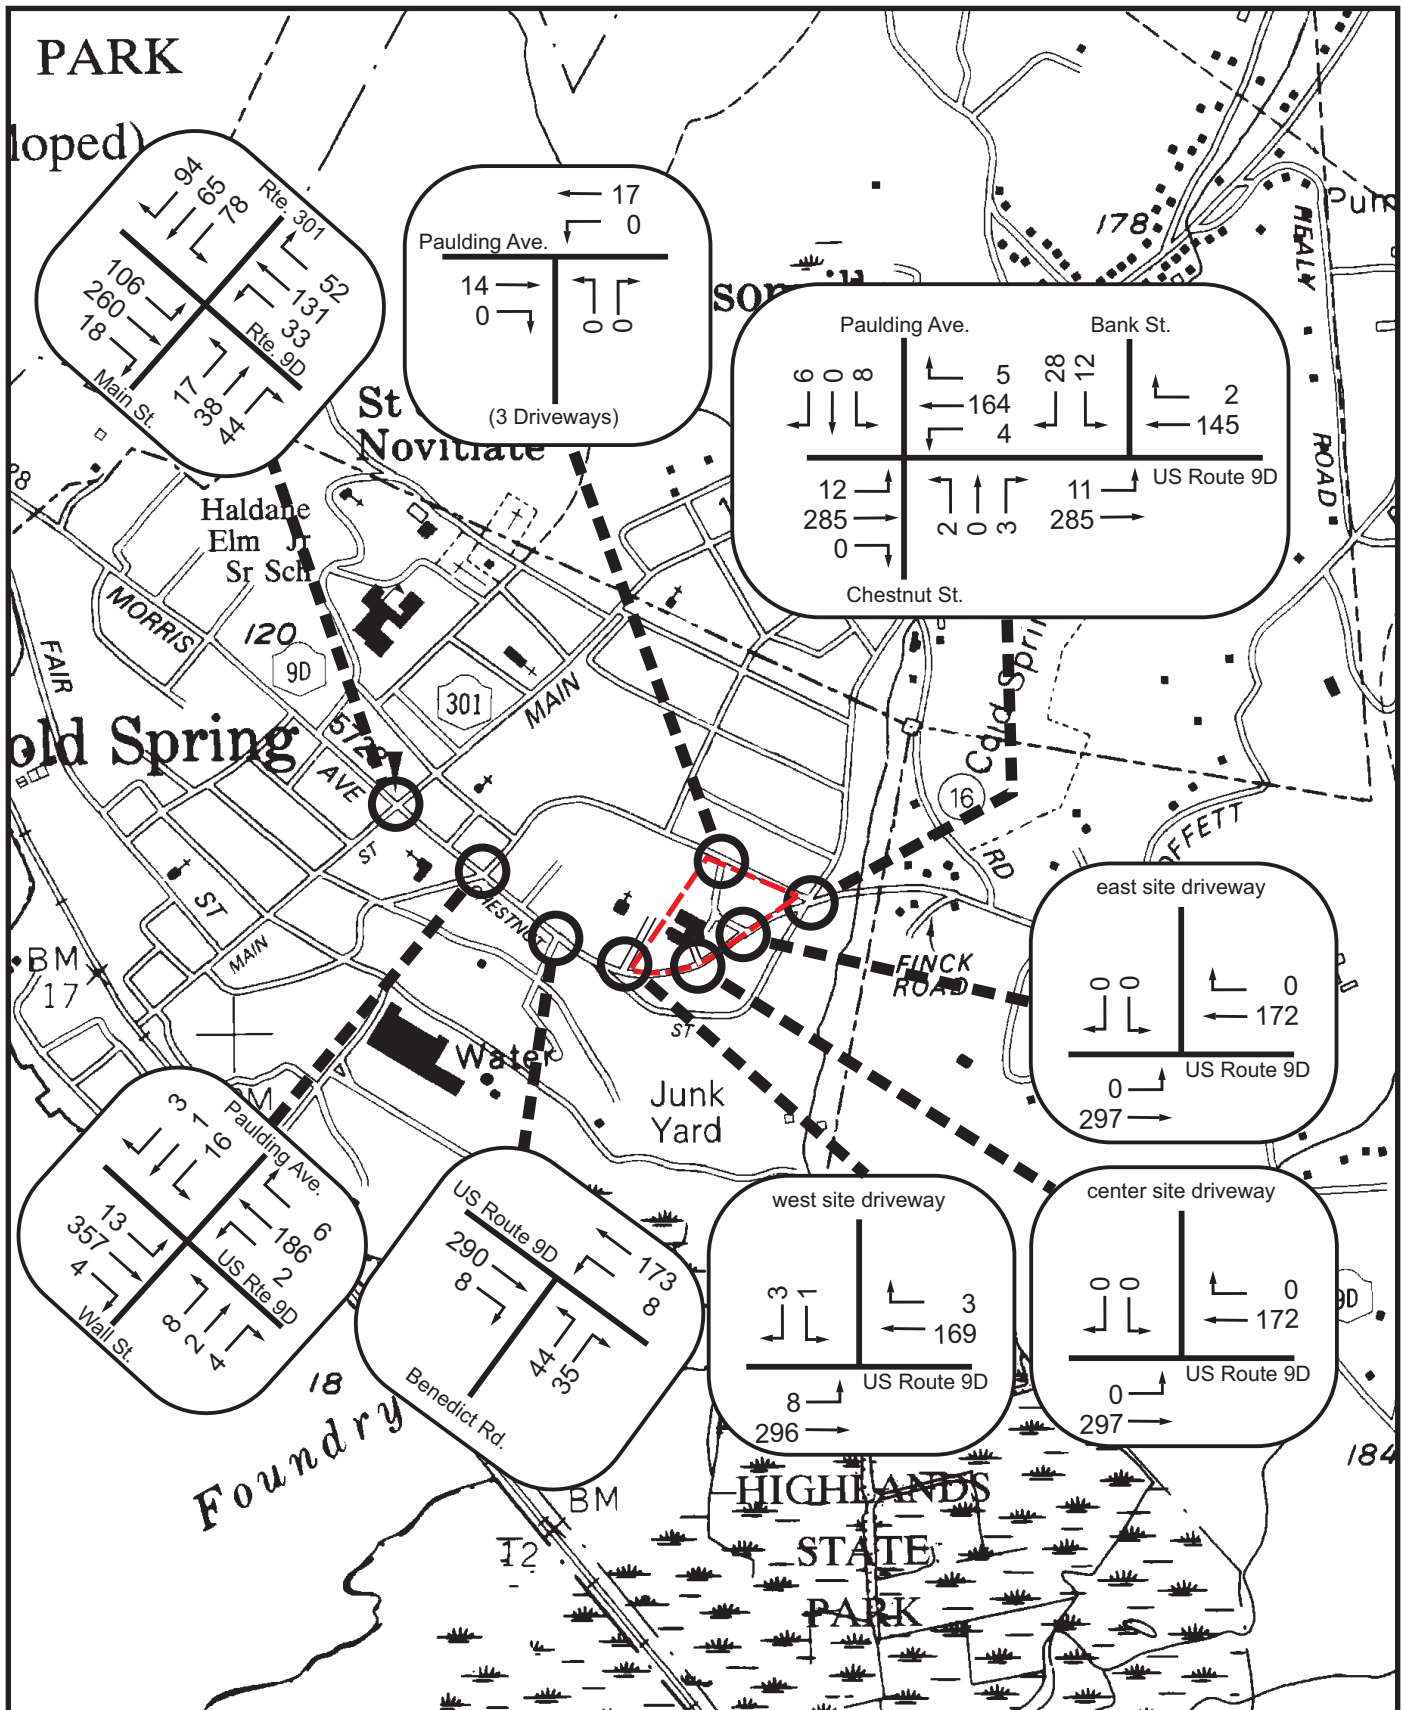 PARK
loped)
94
65
78
Rte. 301
106
260
18
52
131
33
Rte. 9D
Main St.
17
38
44
17
0
Paulding Ave.
14
0
0
0
(3 Driveways)
178
HEALY
ROAD
Paulding Ave.
Bank St.
6
0
8
5
164
4
28
12
2
145
US Route 9D
12
285
0
2
0
3
11
285
Chestnut St.
St
Novitiate
Haldane
Elm Jr
Sr Sch
MORRIS
120
9D
301
MAIN
FAIR
old Spring
AVE
ST
ST
MAIN
CHESTNUT
ST
Cold Sprin
16
RD
OFFETT
FINCK
ROAD
BM
17
Water
Junk
Yard
east site driveway
0
0
0
172
US Route 9D
0
297
3
1
16
Paulding Ave.
13
357
4
6
186
2
US Rte 9D
Wall St.
8
2
4
US Route 9D
290
8
173
8
44
35
Benedict Rd.
west site driveway
3
1
3
169
US Route 9D
8
296
center site driveway
0
0
0
172
US Route 9D
0
297
9D
184
18
Foundry
BM
12
HIGHLANDS
STATE
PARK